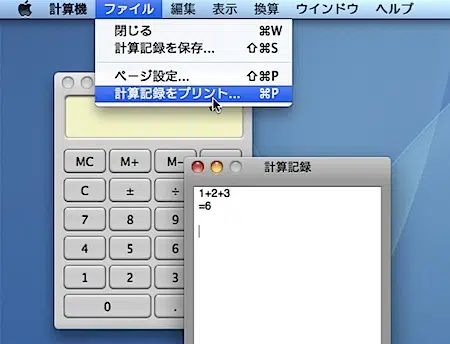 計算機 ファイル 編集 表示 換算 ウインドウ ヘルプ
閉じる ⌘W
計算記録を保存... ⇧⌘S
ページ設定... ⇧⌘P
計算記録をプリント... ⌘P
MC M+ M-
C ± ÷
7 8 9
4 5 6
1 2 3
0 .
計算記録
1+2+3
=6